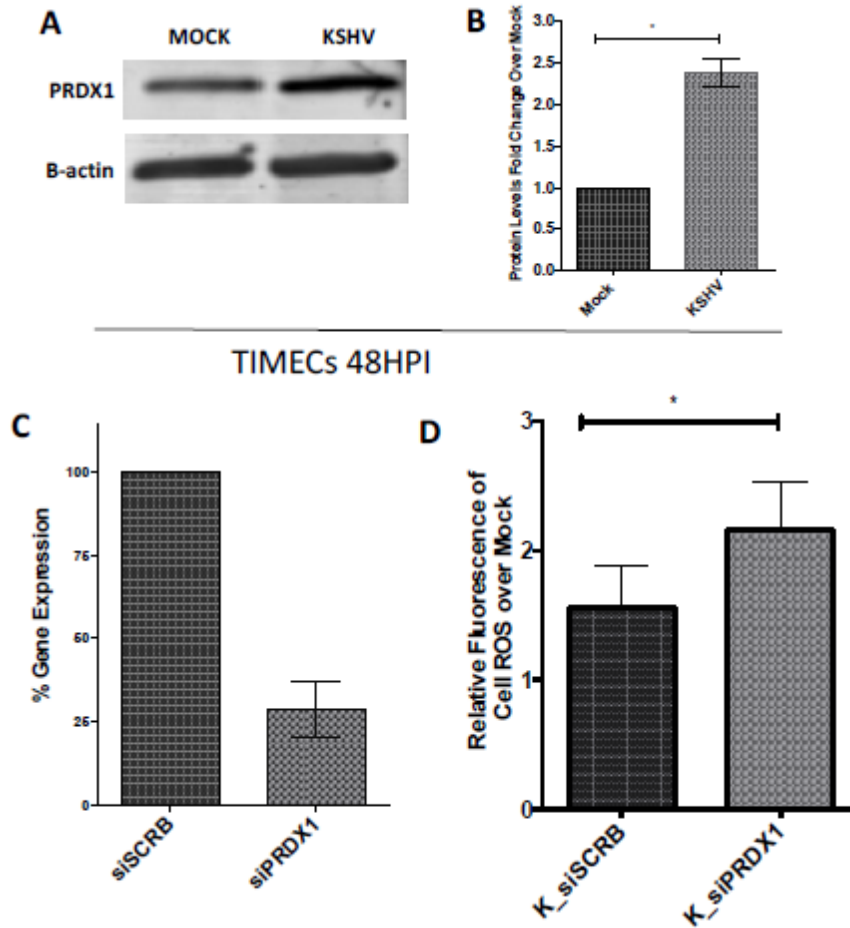 A
MOCK KSHV
PRDX1
B-actin
B
Protein Levels Fold Change Over Mock
3.0
2.5
2.0
1.5
1.0
0.5
0.0
*
Mock
KSHV
TIMECs 48HPI
C
% Gene Expression
100
75
50
25
0
siSCRB
siPRDX1
D
Relative Fluorescence of
Cell ROS over Mock
3
2
1
0
*
K_siSCRB
K_siPRDX1